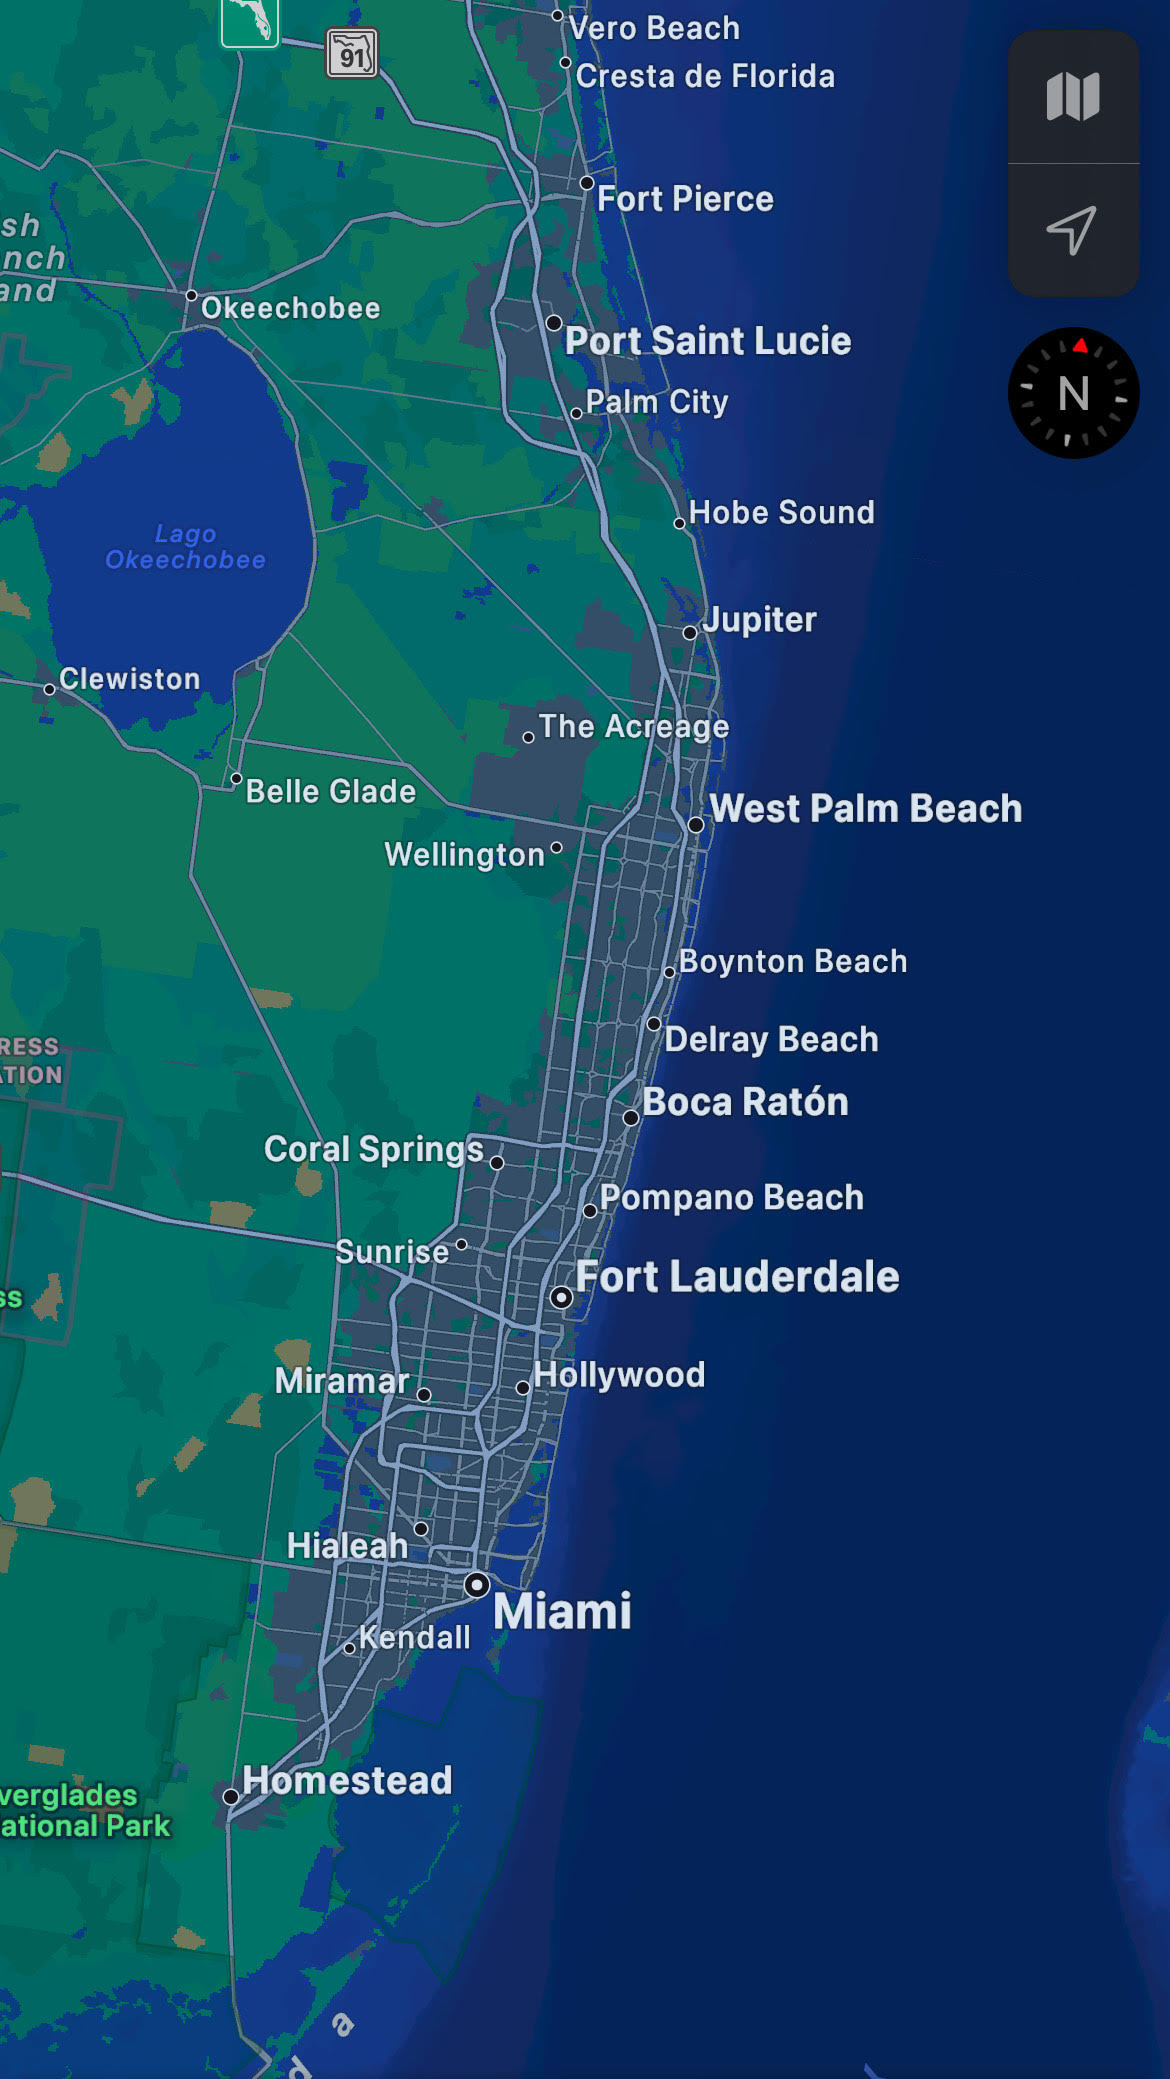 Vero Beach
91
Cresta de Florida
Fort Pierce
sh
nch
and
Okeechobee
Port Saint Lucie
N
Palm City
Hobe Sound
Lago
Okeechobee
Jupiter
Clewiston
The Acreage
Belle Glade
West Palm Beach
Wellington
Boynton Beach
Delray Beach
RESS
ATION
Boca Ratón
Coral Springs
Pompano Beach
Sunrise
Fort Lauderdale
ss
Miramar
Hollywood
Hialeah
Miami
Kendall
Homestead
verglades
ational Park
a
d